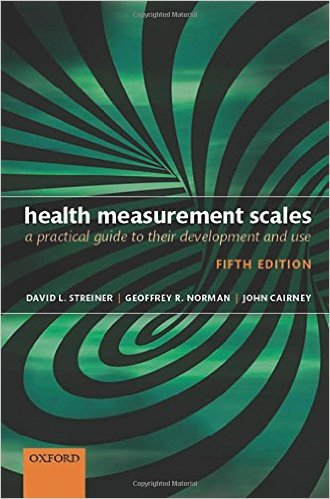 health measurement scales
a practical guide to their development and use
FIFTH EDITION
DAVID L. STREINER | GEOFFREY R. NORMAN | JOHN CAIRNEY
OXFORD